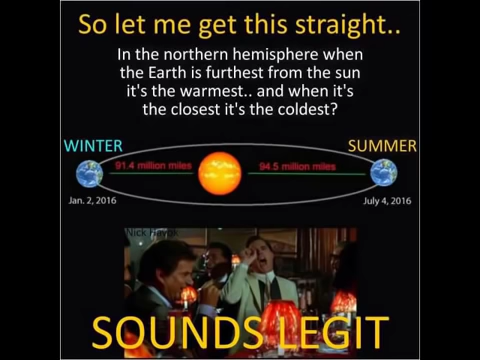 So let me get this straight..
In the northern hemisphere when
the Earth is furthest from the sun
it's the warmest.. and when it's
the closest it's the coldest?
WINTER
SUMMER
91.4 million miles
94.5 million miles
Jan. 2, 2016
July 4, 2016
Nick Havok
SOUNDS LEGIT